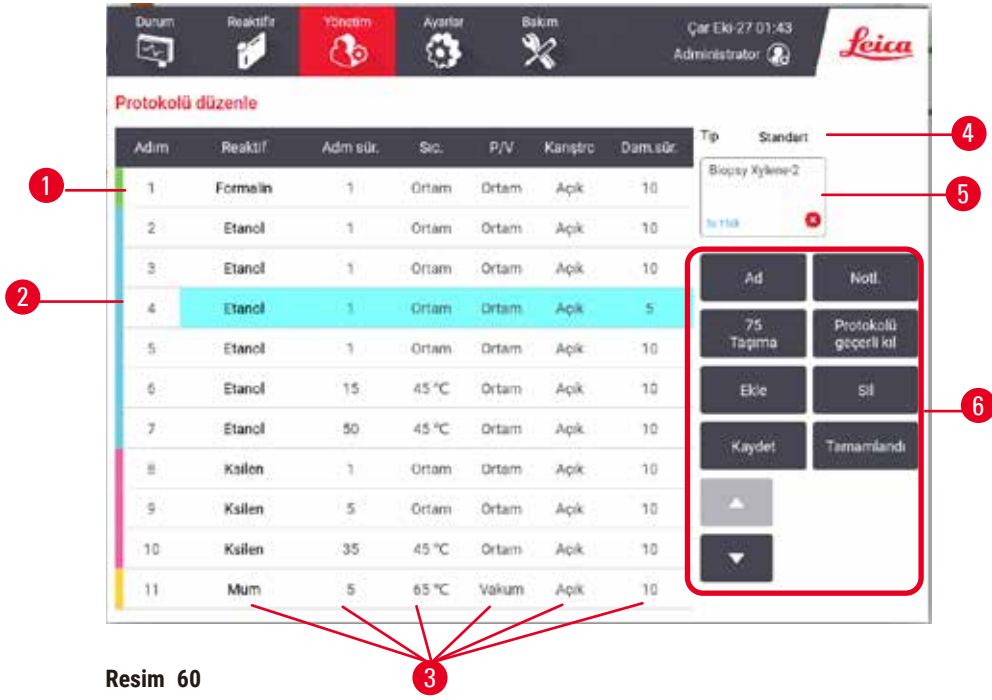 Durum Reaktifir Yönetim Ayarlar Bakım
Çar Eki-27 01:43
Administrator
Leica
Protokolü düzenle
Adım Reaktif Adm sür. Sıc. P/V Karıştrc Dam.sür.
1 Formalin 1 Ortam Ortam Açık 10
2 Etanol 1 Ortam Ortam Açık 10
3 Etanol 1 Ortam Ortam Açık 10
4 Etanol 1 Ortam Ortam Açık 5
5 Etanol 1 Ortam Ortam Açık 10
6 Etanol 15 45 °C Ortam Açık 10
7 Etanol 50 45 °C Ortam Açık 10
8 Ksilen 1 Ortam Ortam Açık 10
9 Ksilen 5 Ortam Ortam Açık 10
10 Ksilen 35 45 °C Ortam Açık 10
11 Mum 5 65 °C Vakum Açık 10
Tip Standart
Biopsy Xylene-2
Ad Notl.
75 Taşıma
Protokolü geçerli kıl
Ekle Sil
Kaydet Tamamlandı
1
2
3
4
5
6
Resim 60